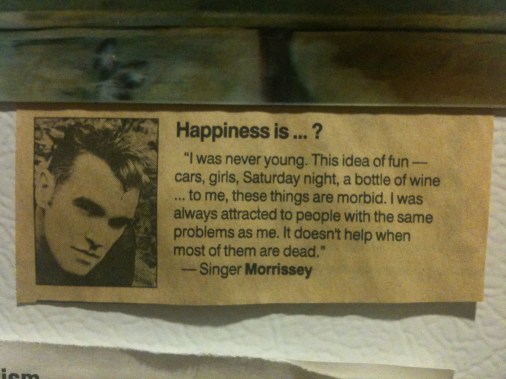 Happiness is ... ?
"I was never young. This idea of fun —
cars, girls, Saturday night, a bottle of wine
... to me, these things are morbid. I was
always attracted to people with the same
problems as me. It doesn't help when
most of them are dead."
— Singer Morrissey
ism